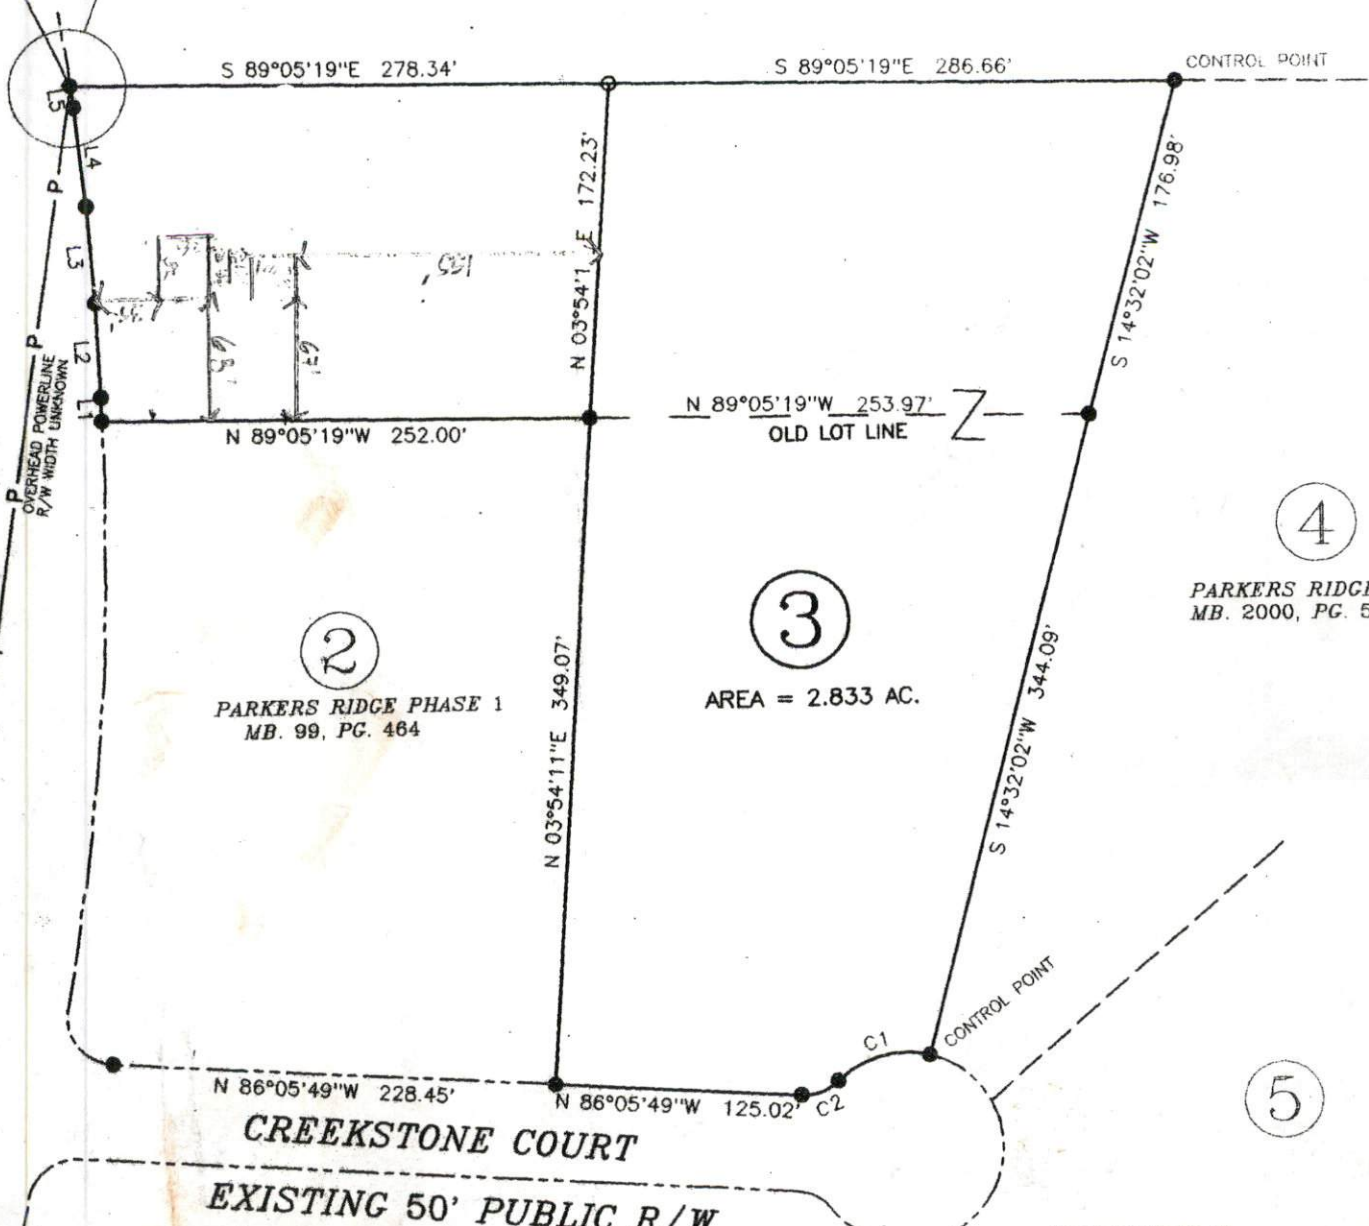 S 89°05'19"E 278.34'
S 89°05'19"E 286.66'
CONTROL POINT
L5
L4
L3
L2
L1
P
P
P
OVERHEAD POWERLINE
R/W WIDTH UNKNOWN
N 03°54'1 E 172.23'
S 14°32'02"W 176.98'
155'
35'
68'
67'
N 89°05'19"W 252.00'
N 89°05'19"W 253.97'
OLD LOT LINE
Z
2
PARKERS RIDGE PHASE 1
MB. 99, PG. 464
3
AREA = 2.833 AC.
4
PARKERS RIDGE
MB. 2000, PG. 5
N 03°54'11"E 349.07'
S 14°32'02"W 344.09'
CONTROL POINT
C1
C2
N 86°05'49"W 228.45'
N 86°05'49"W 125.02'
5
CREEKSTONE COURT
EXISTING 50' PUBLIC R/W